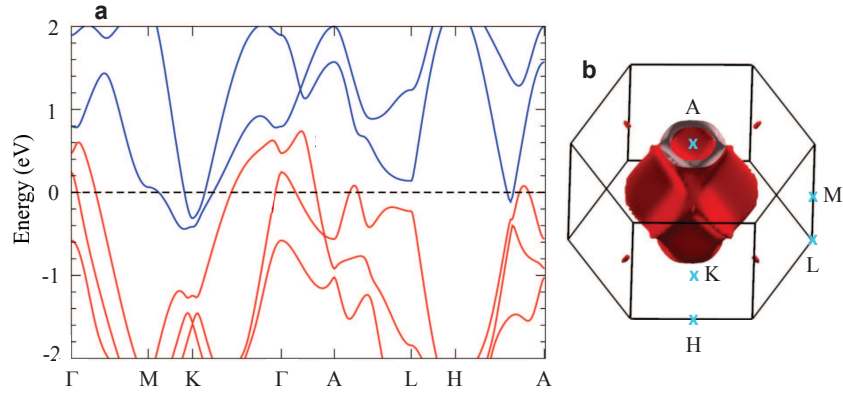 a
2
1
0
-1
-2
Energy (eV)
Γ M K Γ A L H A
b
A
x
x M
x
L
x K
x
H